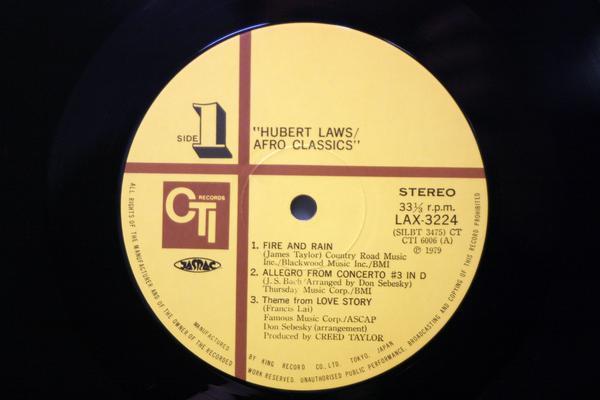 SIDE 1
"HUBERT LAWS/
AFRO CLASSICS"
CTI RECORDS
JASRAC
STEREO
33⅓ r.p.m.
LAX-3224
(SILBT 3475) CT
CTI 6006 (A)
℗ 1979
1. FIRE AND RAIN
(James Taylor) Country Road Music
Inc./Blackwood Music Inc./BMI
2. ALLEGRO FROM CONCERTO #3 IN D
(J.S. Bach/Arranged by Don Sebesky)
Thursday Music Corp./BMI
3. Theme from LOVE STORY
(Francis Lai)
Famous Music Corp./ASCAP
Don Sebesky (arrangement)
Produced by CREED TAYLOR
ALL RIGHTS OF THE MANUFACTURER AND OF THE OWNER OF THE RECORDED
WORK RESERVED. UNAUTHORISED PUBLIC PERFORMANCE, BROADCASTING AND COPYING OF THIS RECORD PROHIBITED
MANUFACTURED BY KING RECORD CO., LTD. TOKYO, JAPAN